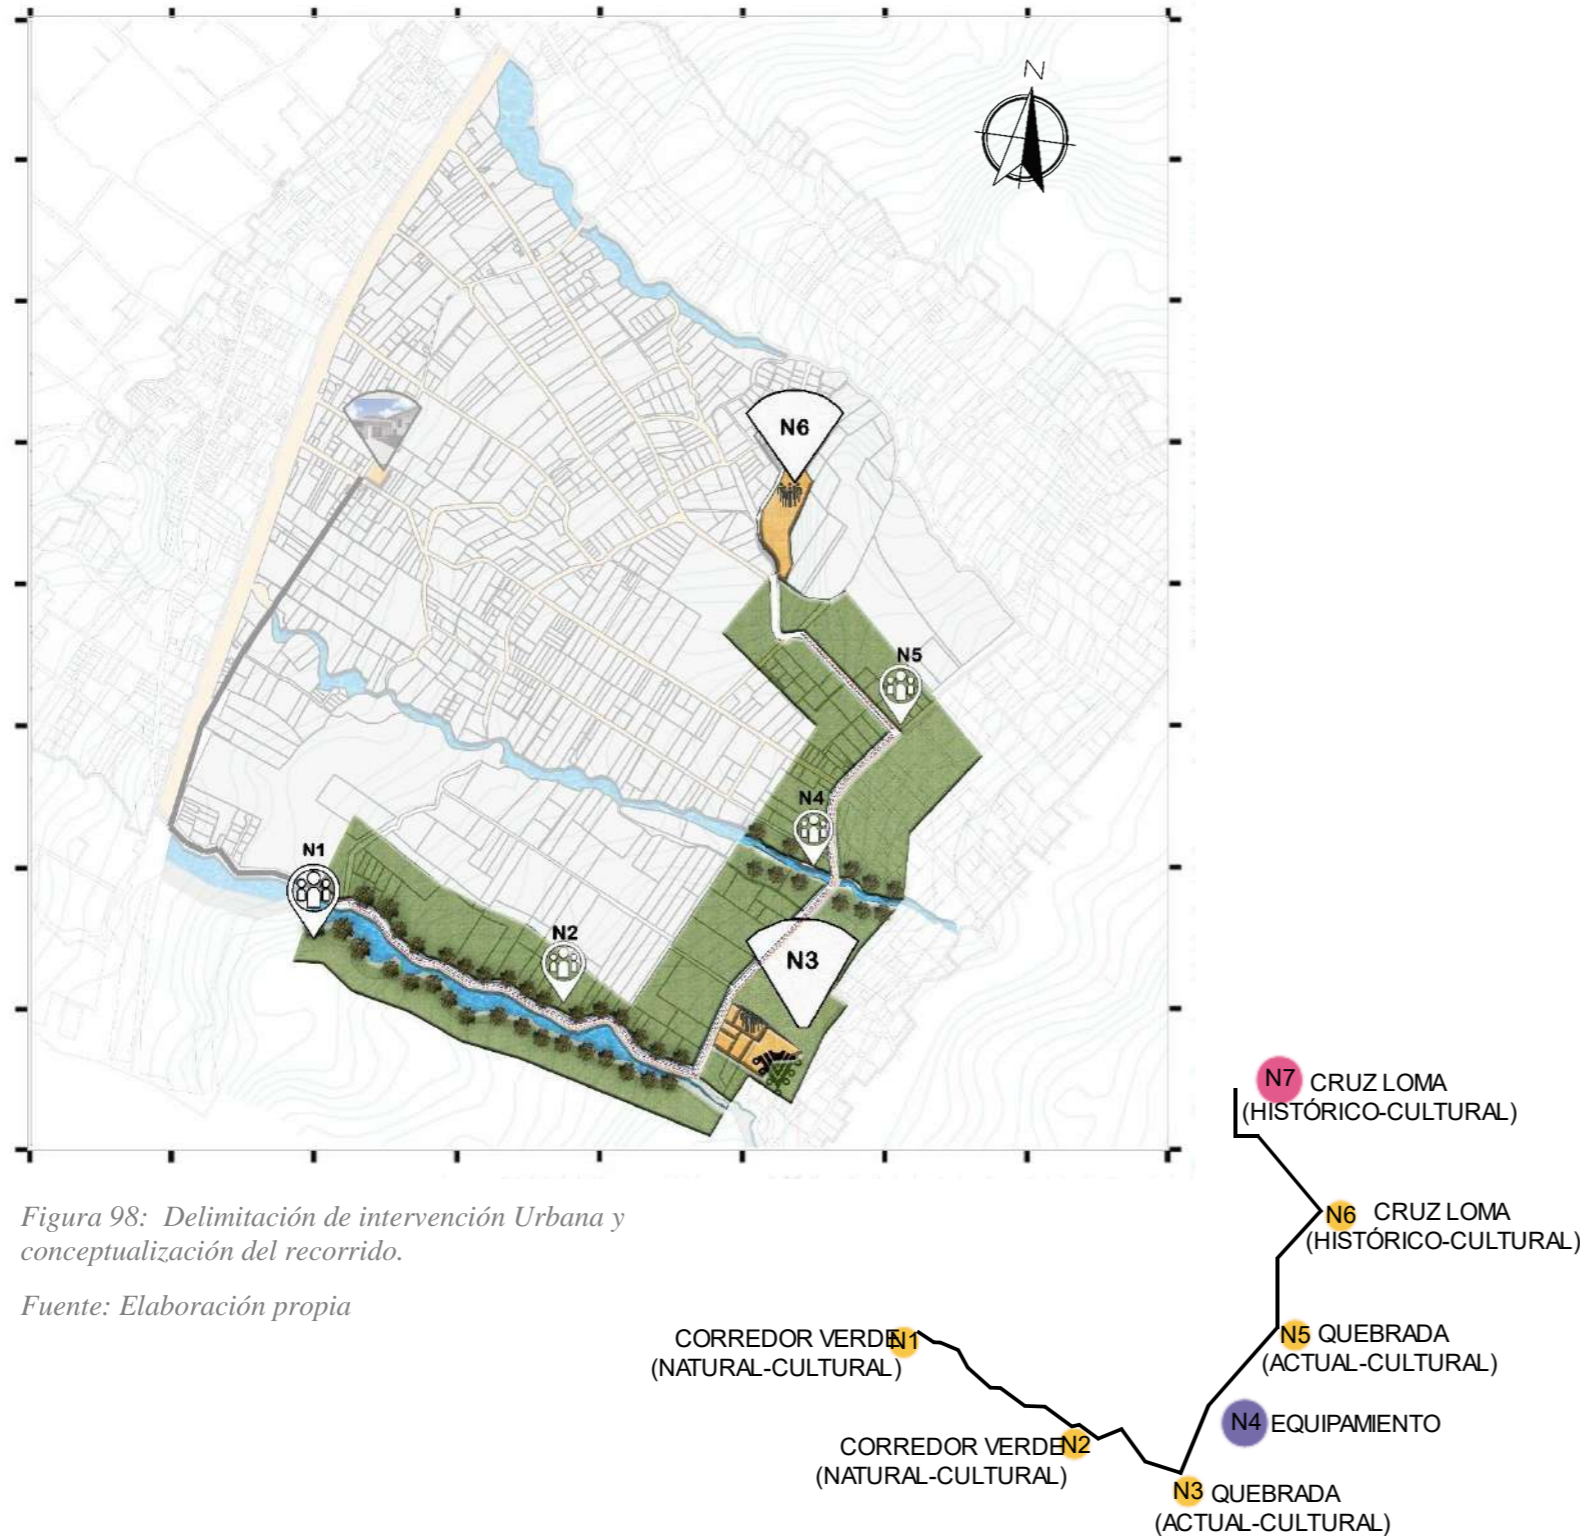 N
N6
N5
N4
N1
N2
N3
Figura 98: Delimitación de intervención Urbana y
conceptualización del recorrido.
Fuente: Elaboración propia
N7 CRUZ LOMA
(HISTÓRICO-CULTURAL)
N6 CRUZ LOMA
(HISTÓRICO-CULTURAL)
CORREDOR VERDE N1
(NATURAL-CULTURAL)
N5 QUEBRADA
(ACTUAL-CULTURAL)
N4 EQUIPAMIENTO
CORREDOR VERDE N2
(NATURAL-CULTURAL)
N3 QUEBRADA
(ACTUAL-CULTURAL)